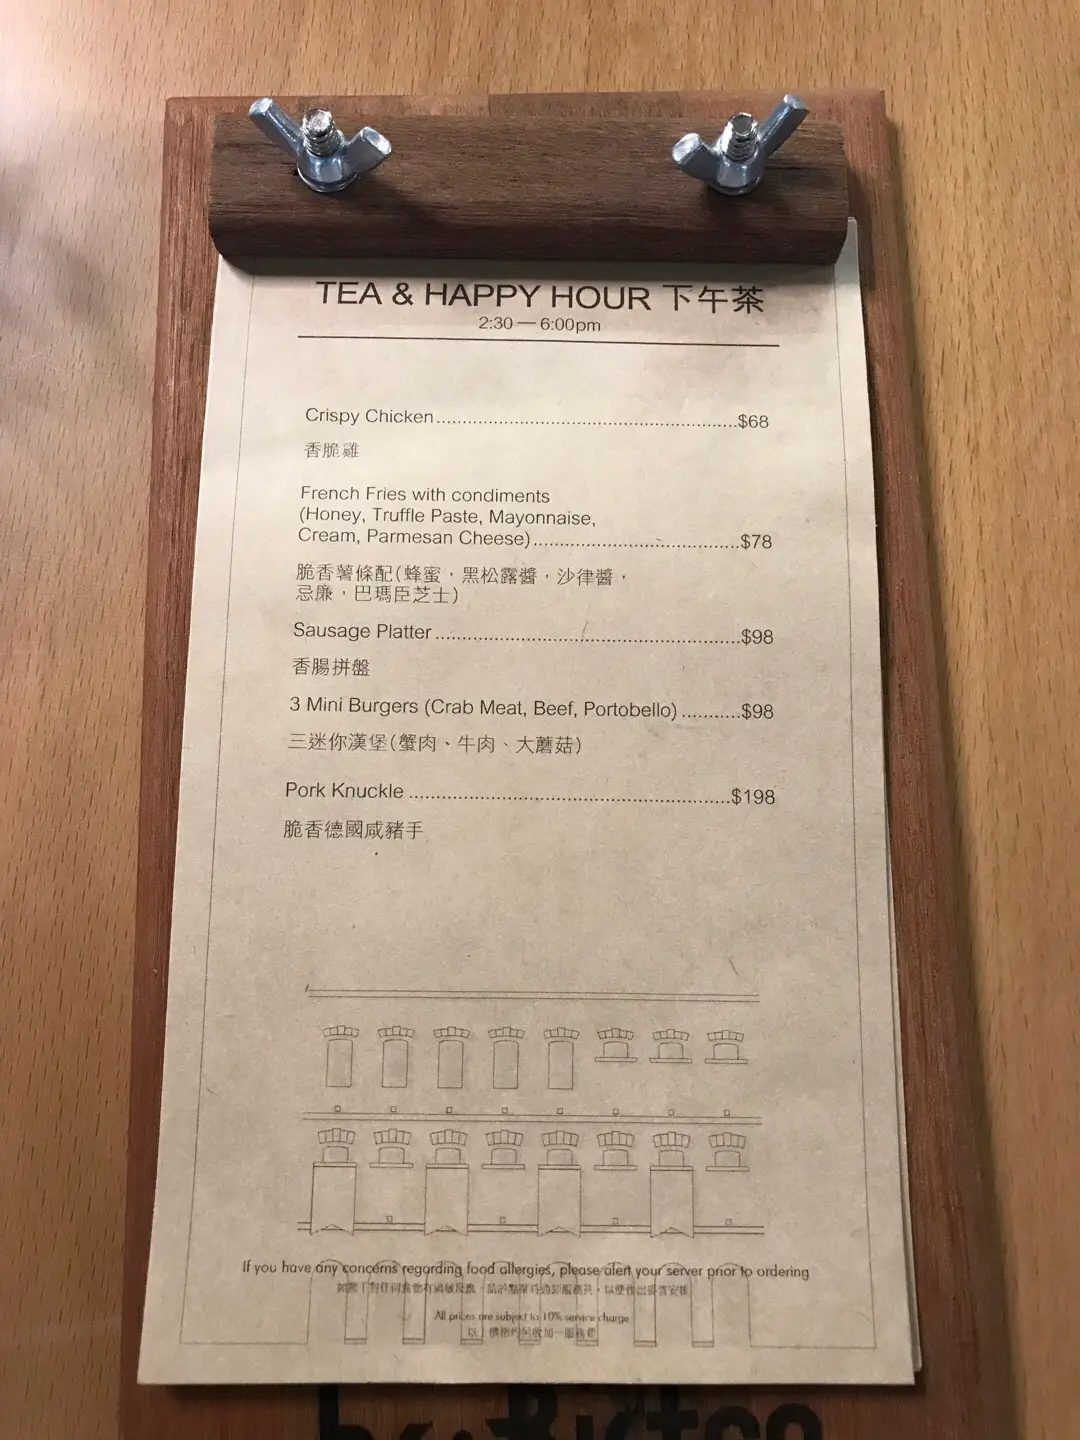 TEA & HAPPY HOUR 下午茶
2:30 — 6:00pm
Crispy Chicken......................................................$68
香脆雞
French Fries with condiments
(Honey, Truffle Paste, Mayonnaise,
Cream, Parmesan Cheese).....................................$78
脆香薯條配(蜂蜜，黑松露醬，沙律醬，
忌廉，巴瑪臣芝士)
Sausage Platter.......................................................$98
香腸拼盤
3 Mini Burgers (Crab Meat, Beef, Portobello)...........$98
三迷你漢堡(蟹肉、牛肉、大蘑菇)
Pork Knuckle..........................................................$198
脆香德國咸豬手
If you have any concerns regarding food allergies, please alert your server prior to ordering
All prices are subject to 10% service charge